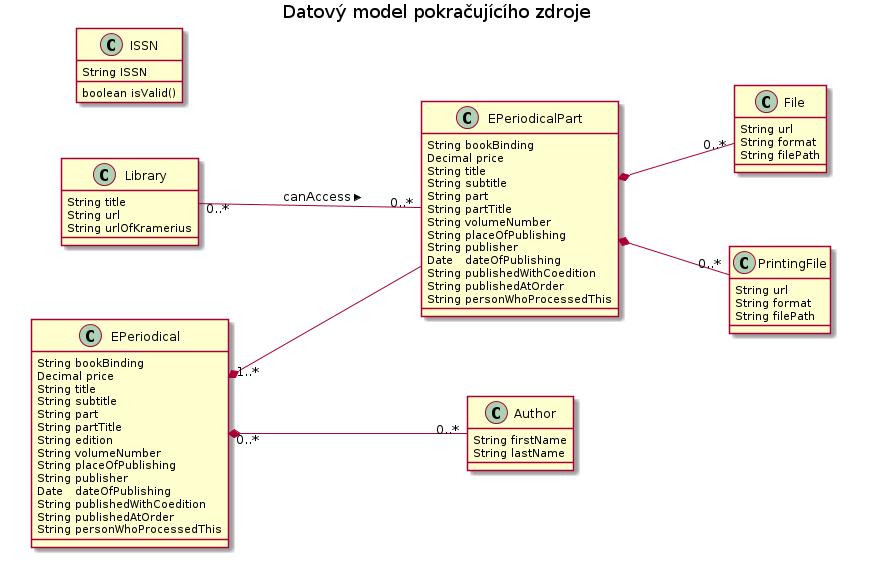 Datový model pokračujícího zdroje
C ISSN
String ISSN
boolean isValid()
C Library
String title
String url
String urlOfKramerius
0..*
canAccess
0..*
C EPeriodicalPart
String bookBinding
Decimal price
String title
String subtitle
String part
String partTitle
String volumeNumber
String placeOfPublishing
String publisher
Date dateOfPublishing
String publishedWithCoedition
String publishedAtOrder
String personWhoProcessedThis
0..*
C File
String url
String format
String filePath
0..*
C PrintingFile
String url
String format
String filePath
C EPeriodical
String bookBinding
Decimal price
String title
String subtitle
String part
String partTitle
String edition
String volumeNumber
String placeOfPublishing
String publisher
Date dateOfPublishing
String publishedWithCoedition
String publishedAtOrder
String personWhoProcessedThis
1..*
0..*
0..*
C Author
String firstName
String lastName